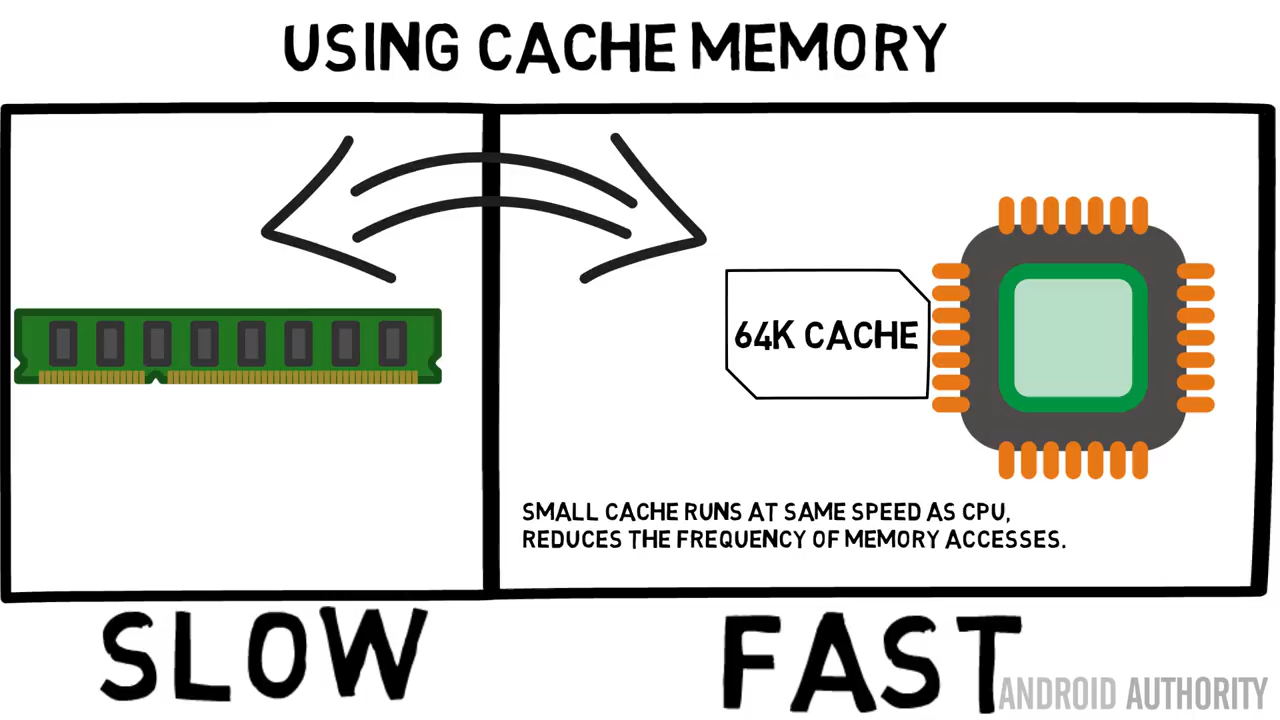 USING CACHE MEMORY
64K CACHE
SMALL CACHE RUNS AT SAME SPEED AS CPU,
REDUCES THE FREQUENCY OF MEMORY ACCESSES.
SLOW
FAST
ANDROID AUTHORITY